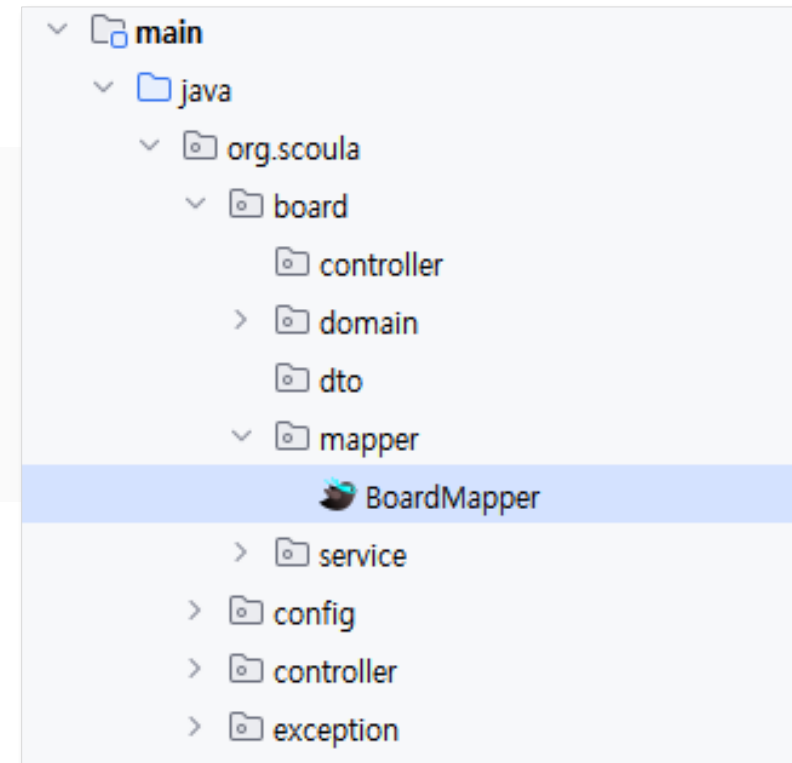 main
java
org.scoula
board
controller
domain
dto
mapper
BoardMapper
service
config
controller
exception